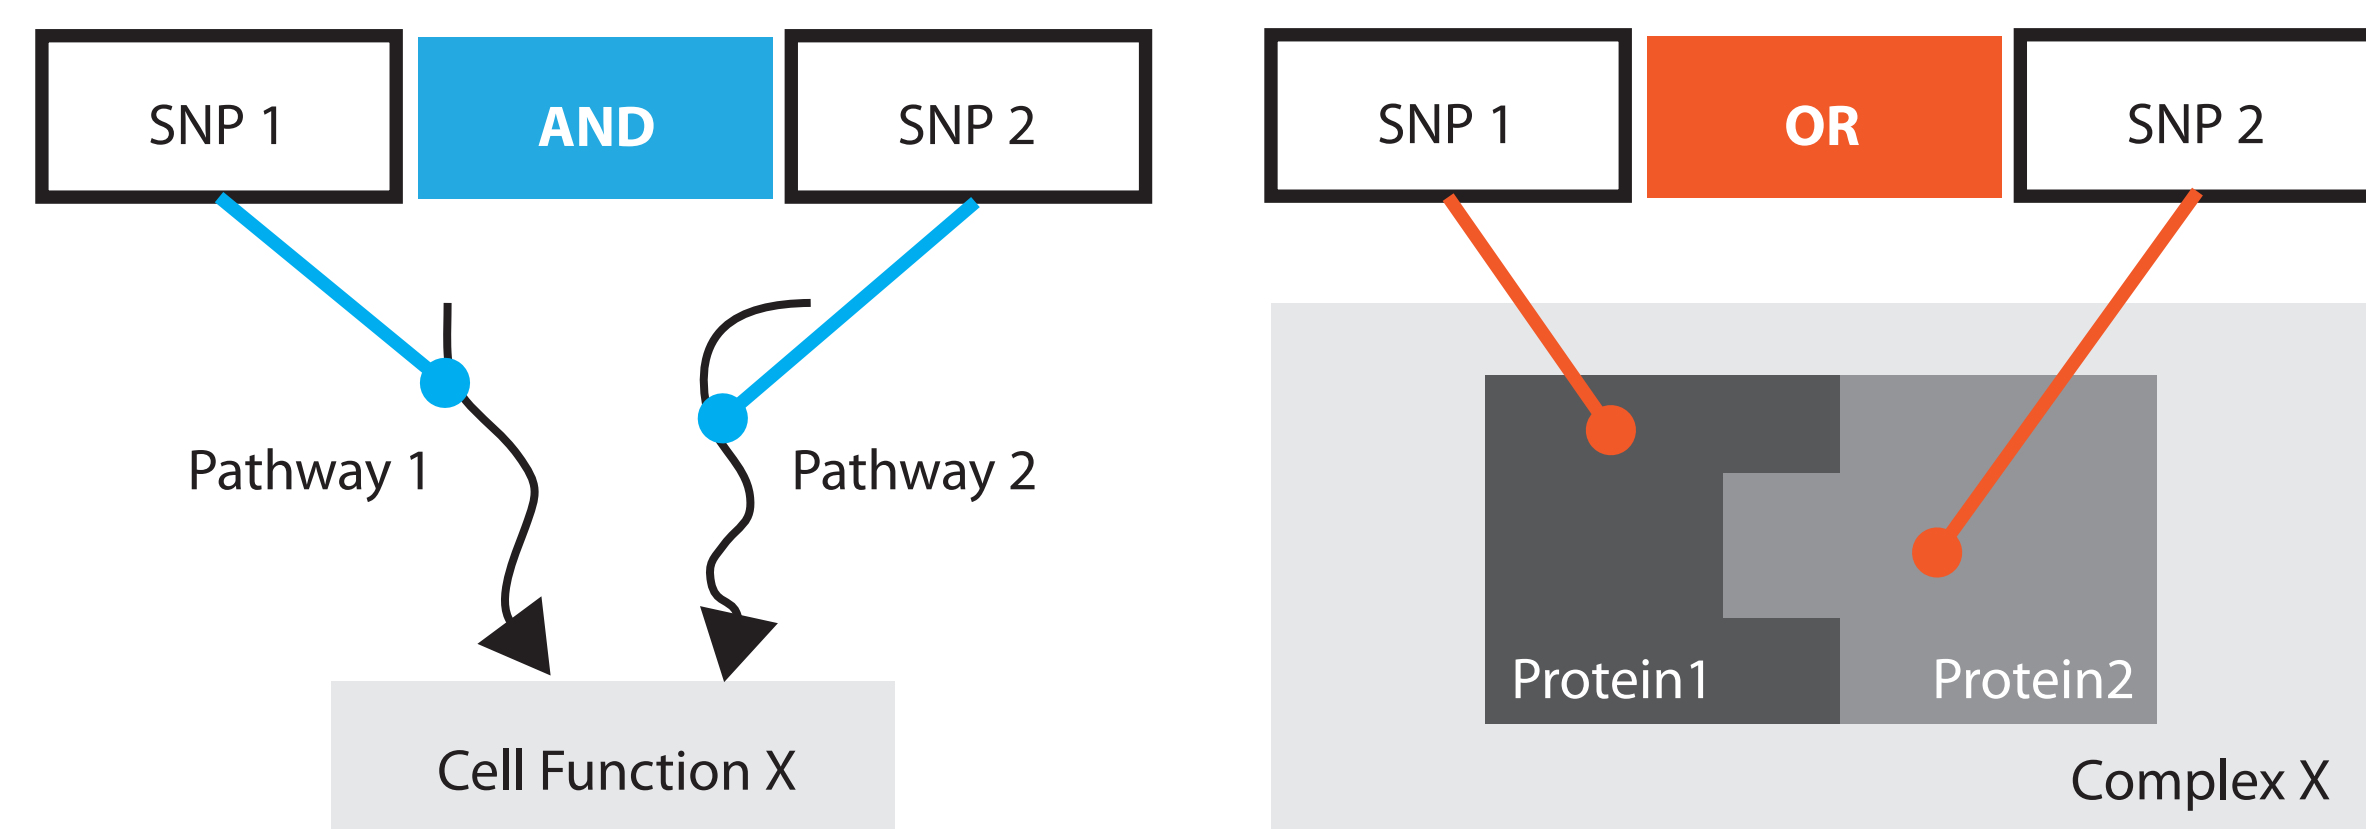 SNP 1 AND SNP 2
Pathway 1 Pathway 2
Cell Function X
SNP 1 OR SNP 2
Protein1 Protein2
Complex X